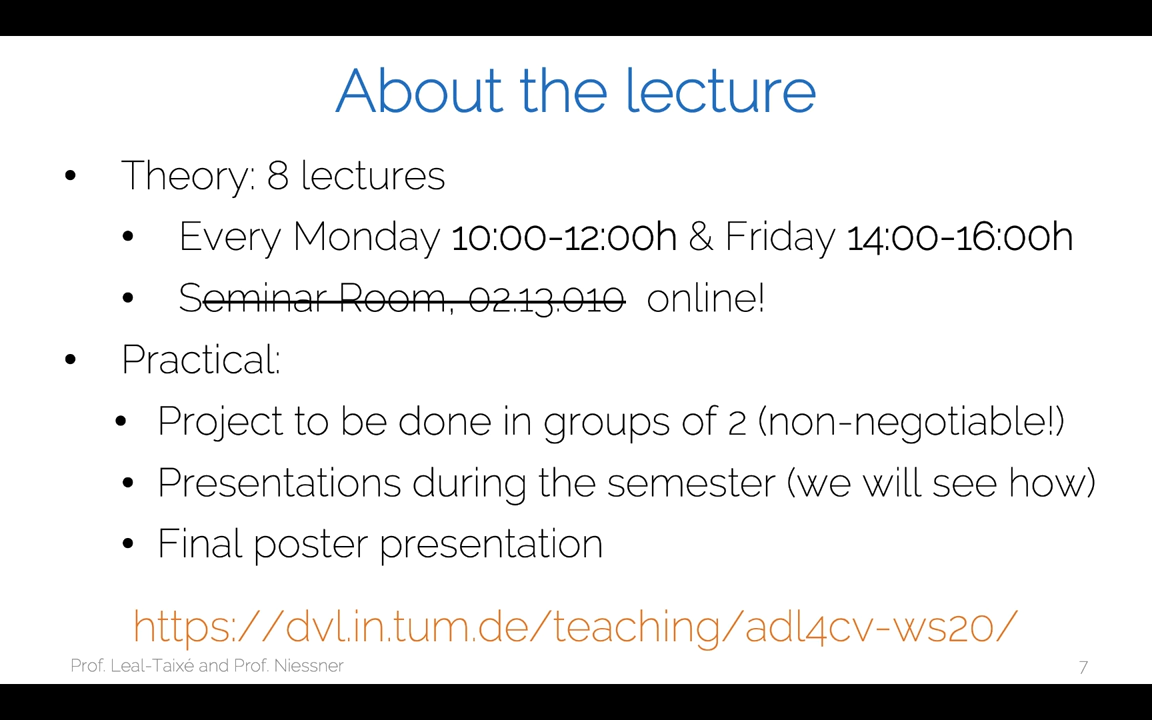 About the lecture
• Theory: 8 lectures
• Every Monday 10:00-12:00h & Friday 14:00-16:00h
• Seminar Room, 02.13.010 online!
• Practical:
• Project to be done in groups of 2 (non-negotiable!)
• Presentations during the semester (we will see how)
• Final poster presentation
https://dvl.in.tum.de/teaching/adl4cv-ws20/
Prof. Leal-Taixé and Prof. Niessner 7